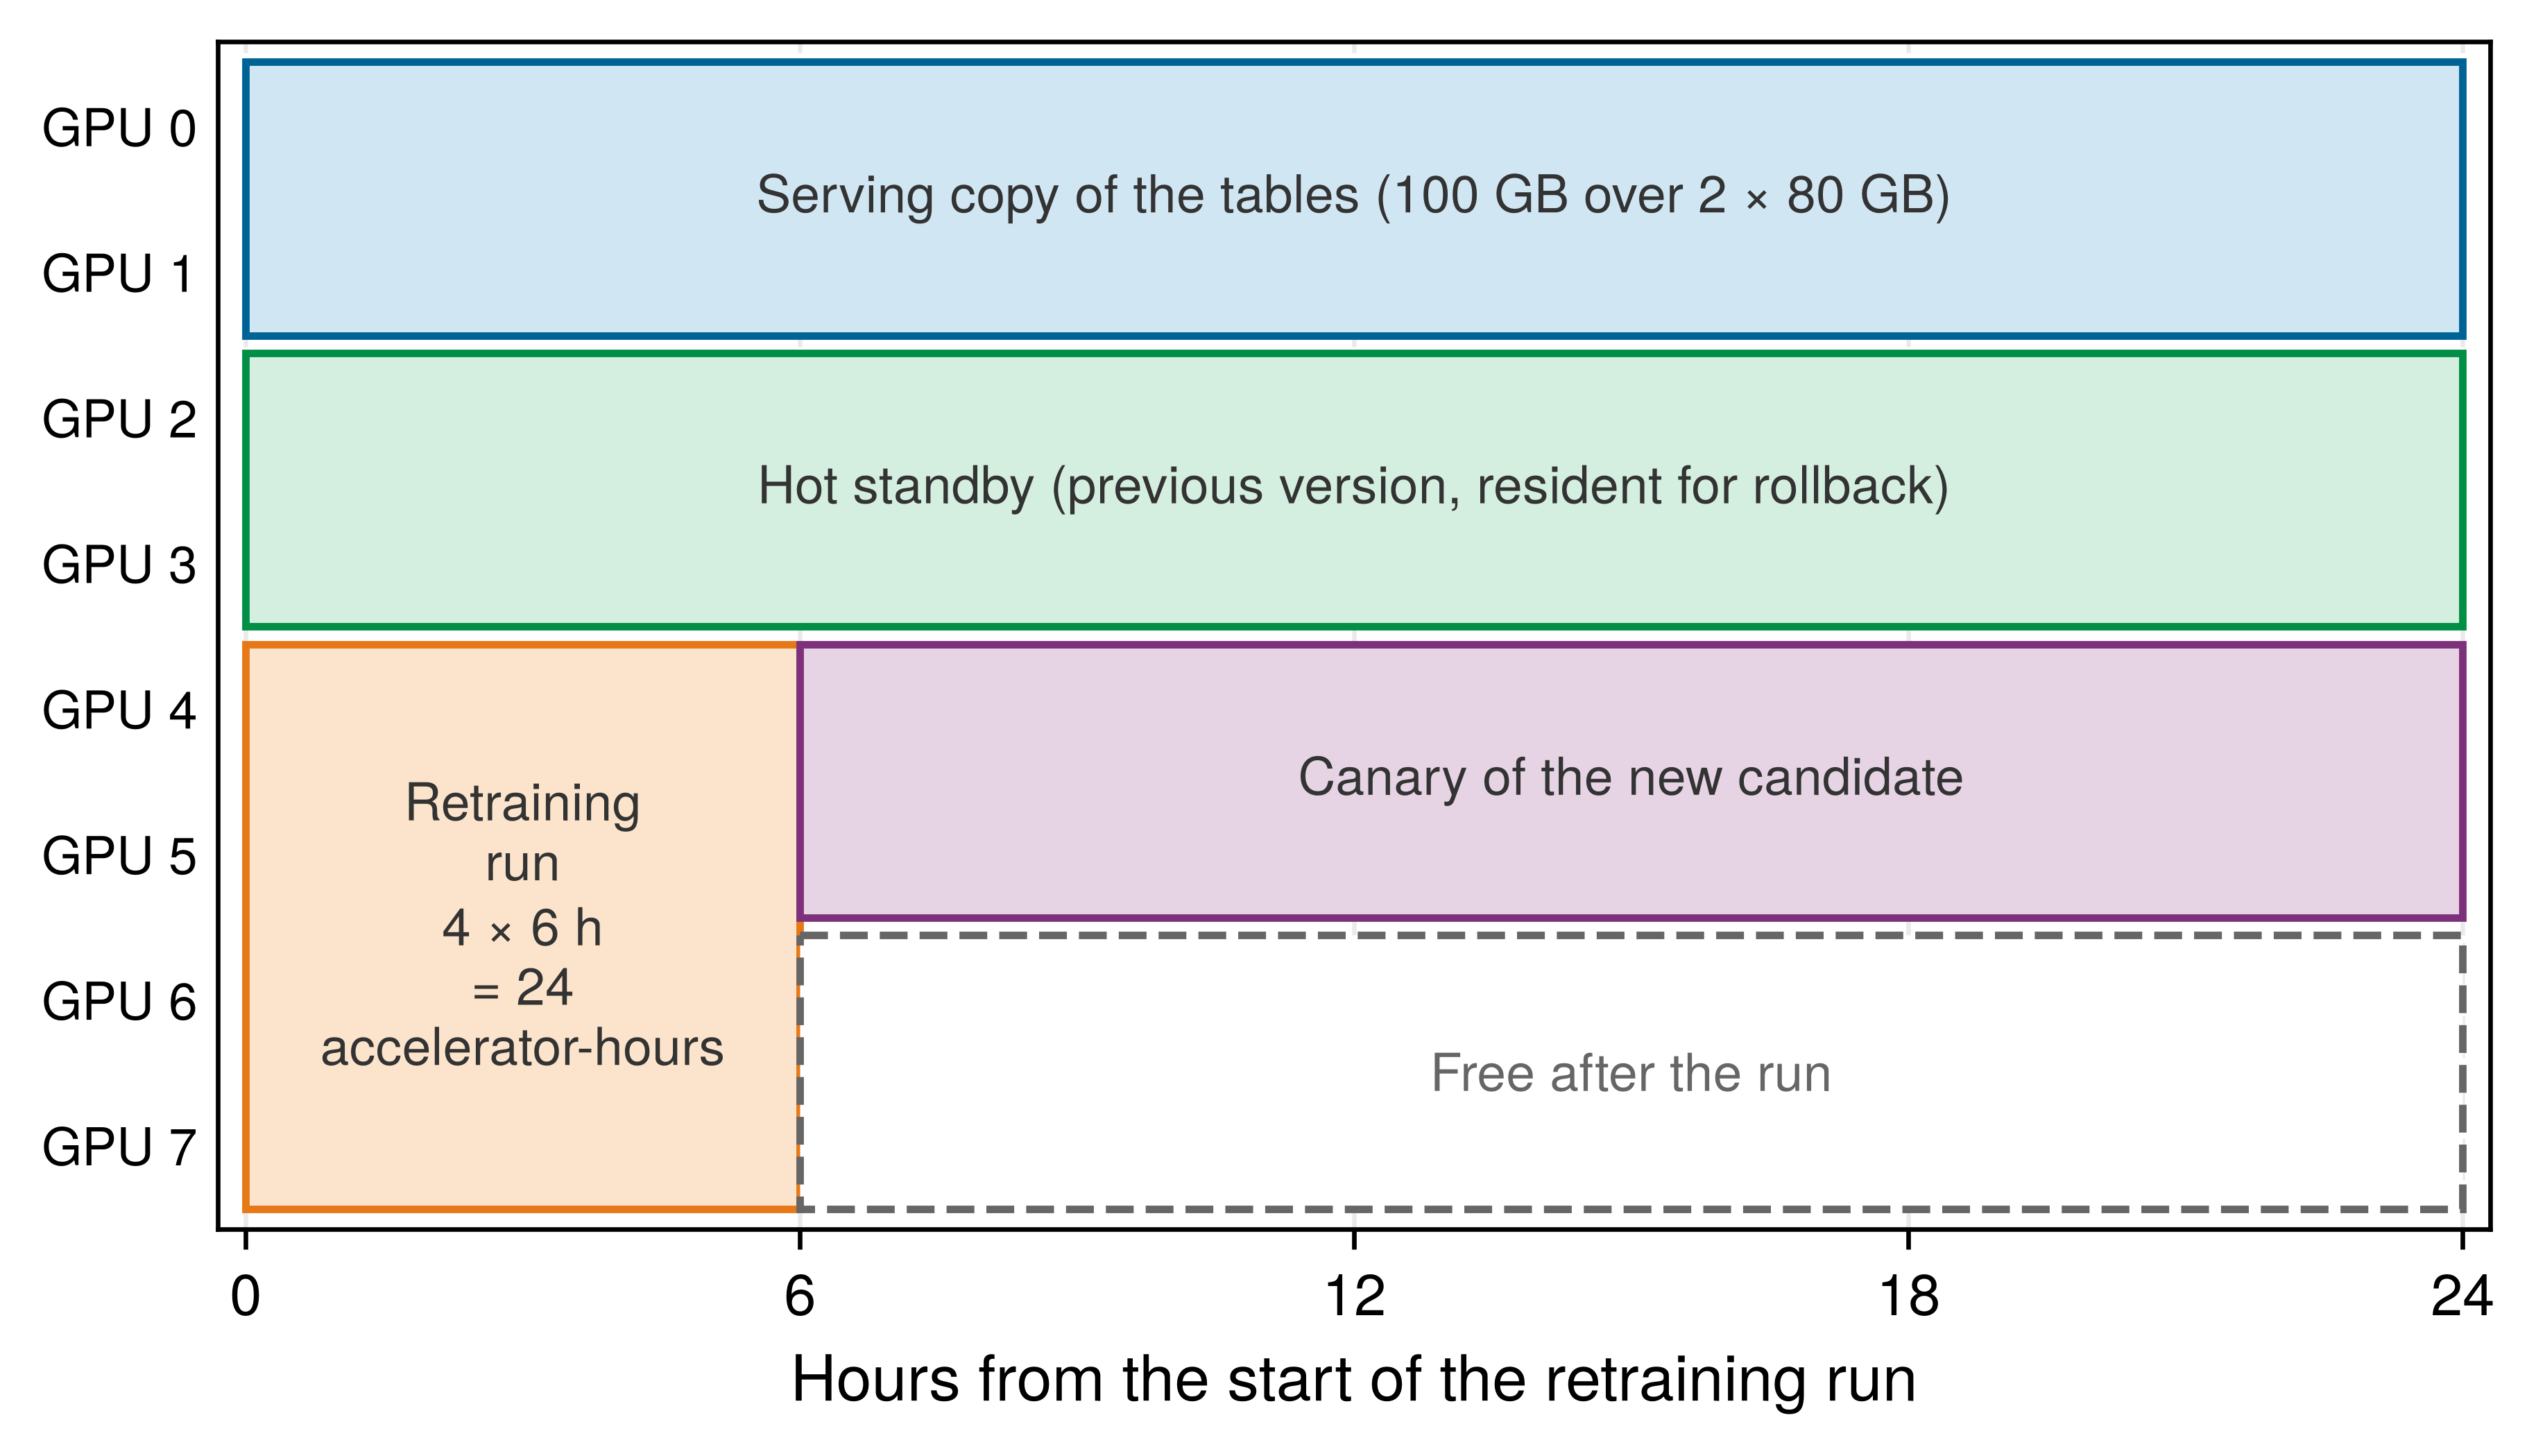 GPU 0
GPU 1
GPU 2
GPU 3
GPU 4
GPU 5
GPU 6
GPU 7
Serving copy of the tables (100 GB over 2 × 80 GB)
Hot standby (previous version, resident for rollback)
Retraining
run
4 × 6 h
= 24
accelerator-hours
Canary of the new candidate
Free after the run
0
6
12
18
24
Hours from the start of the retraining run